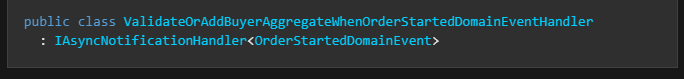 public class ValidateOrAddBuyerAggregateWhenOrderStartedDomainEventHandler
: IAsyncNotificationHandler<OrderStartedDomainEvent>